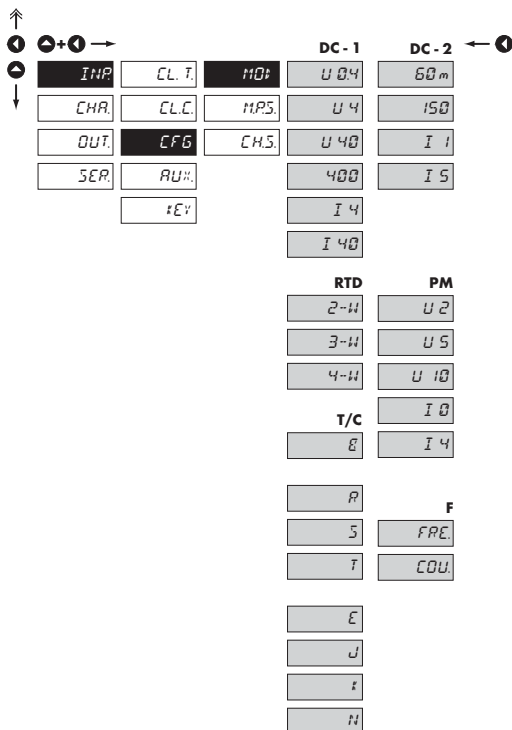 + DC - 1 DC - 2
INP. CL. T. MOD U 0.4 60 m
CHA. CL.C. M.P.S. U 4 150
OUT. CFG CH.S. U 40 I 1
SER. AUX. 400 I 5
KEY I 4
I 40
RTD PM
2-W U 2
3-W U 5
4-W U 10
T/C I 0
B I 4
R F
S FRE.
T COU.
E
J
K
N